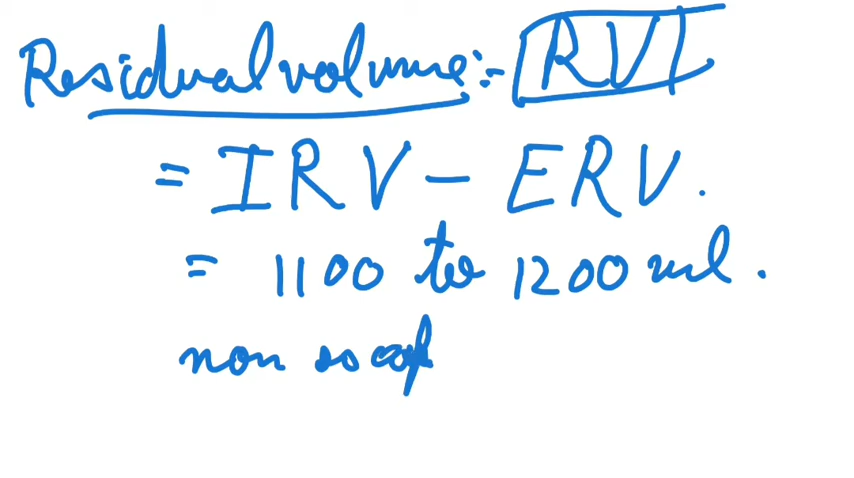 Residual volume :- RV
= IRV - ERV.
= 1100 to 1200 ml.
non